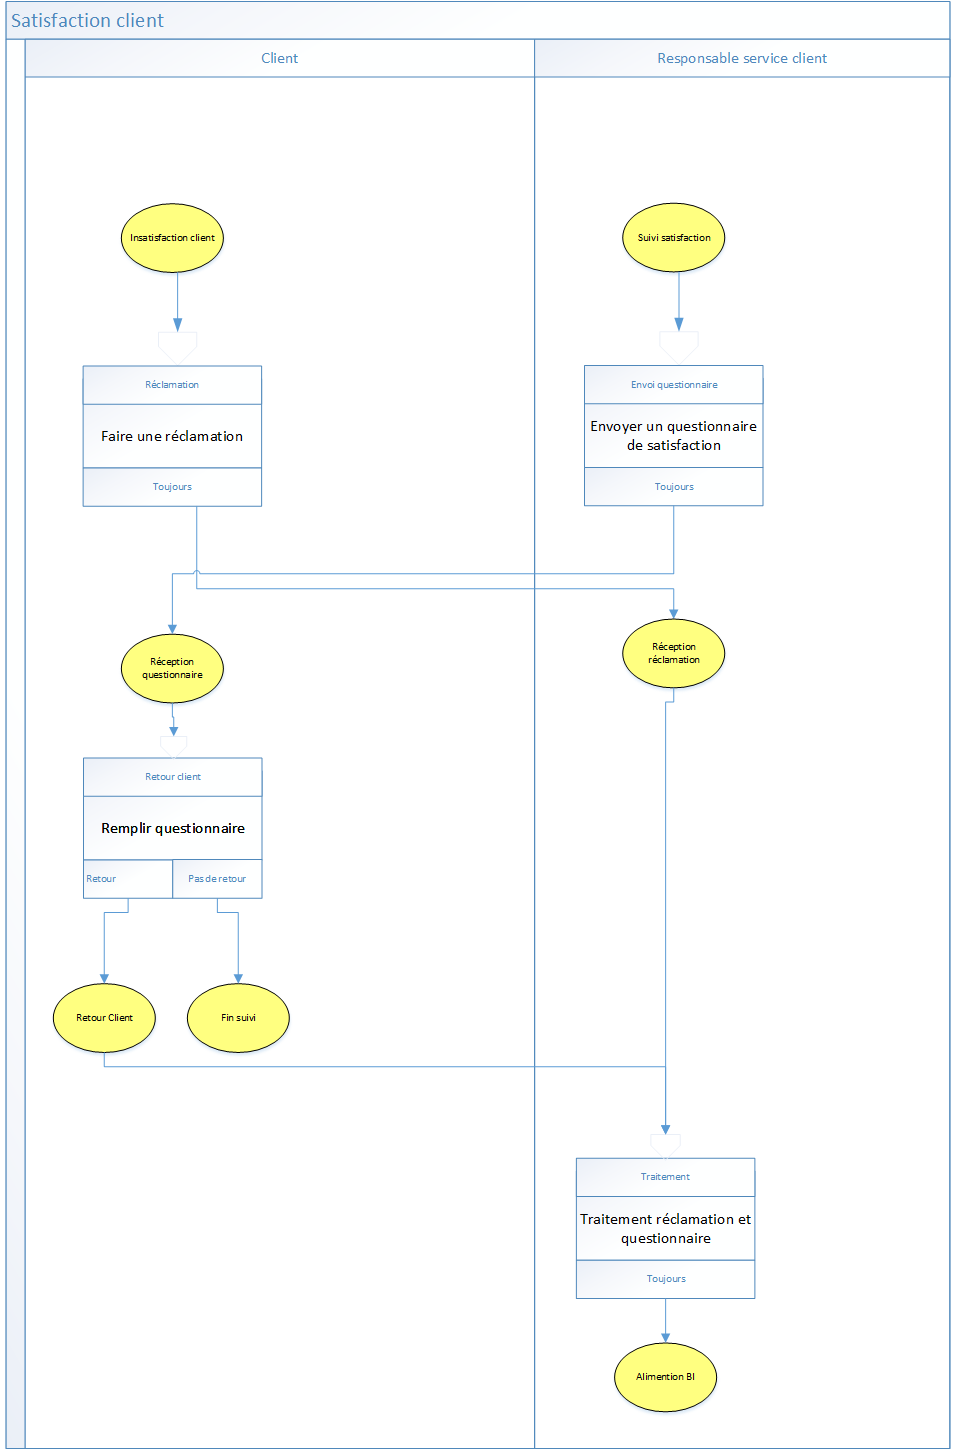 Satisfaction client
Client
Responsable service client
Insatisfaction client
Suivi satisfaction
Réclamation
Faire une réclamation
Toujours
Envoi questionnaire
Envoyer un questionnaire
de satisfaction
Toujours
Réception
questionnaire
Réception
réclamation
Retour client
Remplir questionnaire
Retour
Pas de retour
Retour Client
Fin suivi
Traitement
Traitement réclamation et
questionnaire
Toujours
Alimention BI